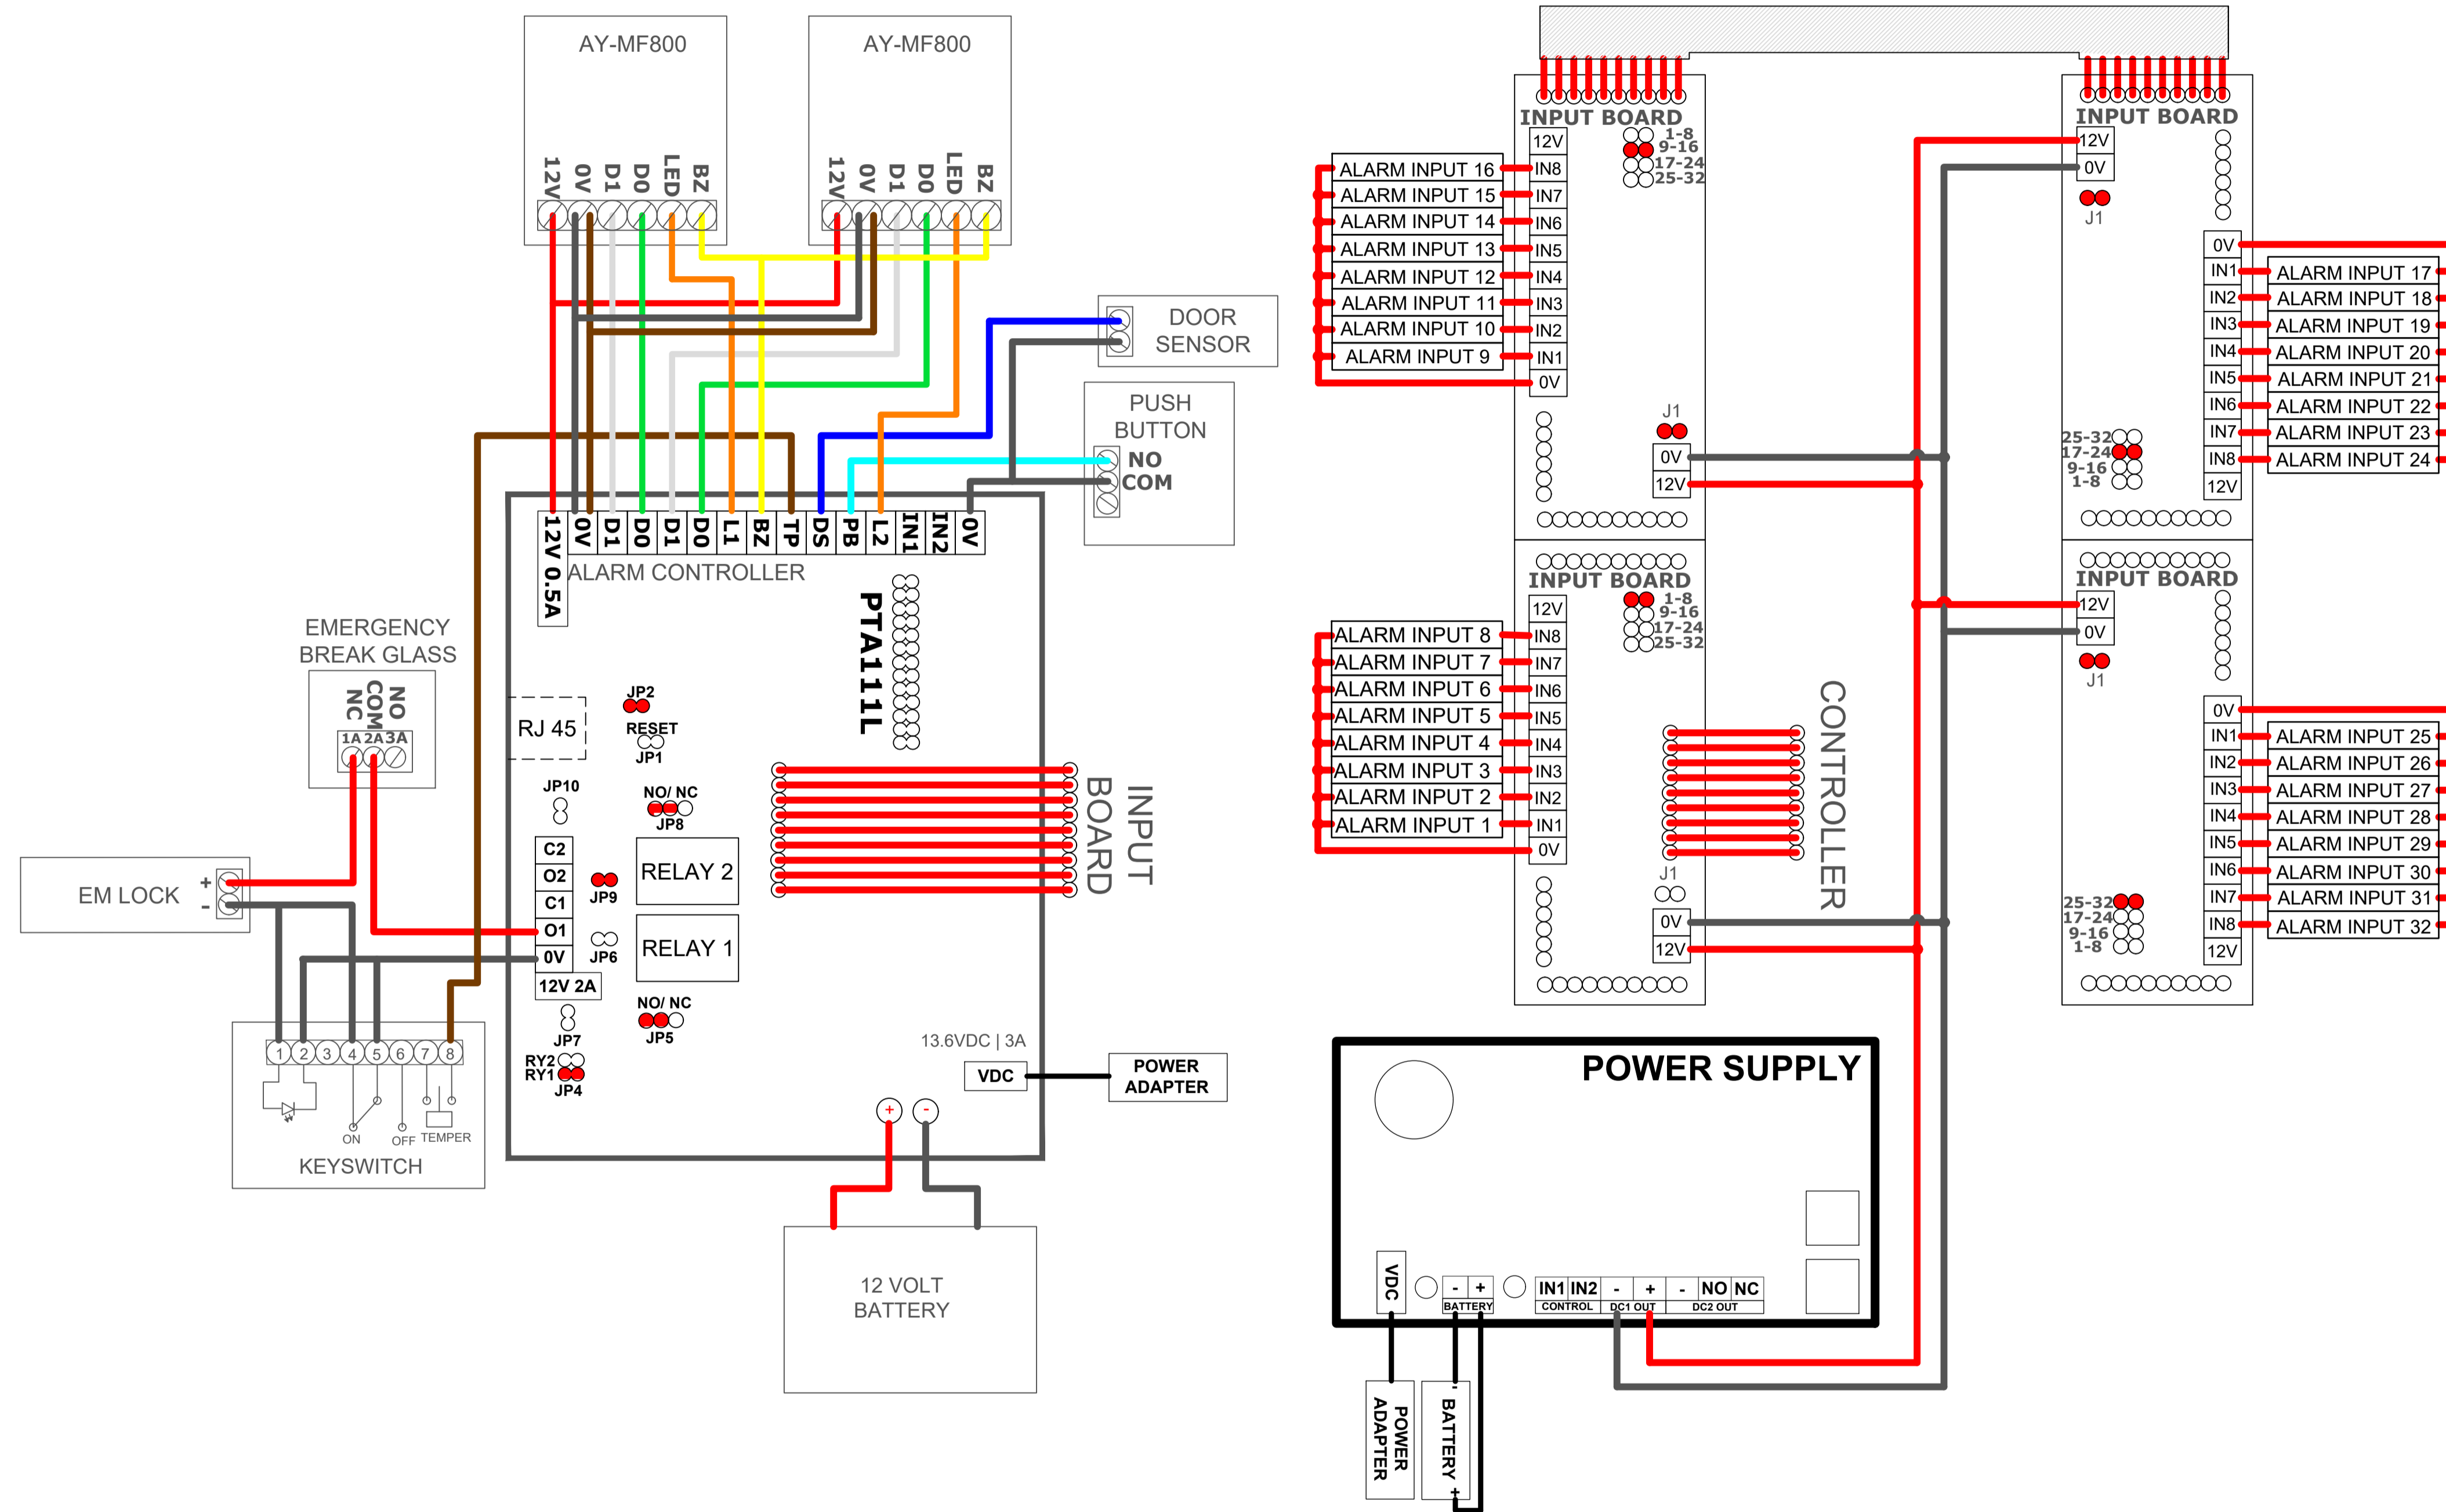 AY-MF800
12V 0V D1 D0 LED BZ
AY-MF800
12V 0V D1 D0 LED BZ
DOOR
SENSOR
PUSH
BUTTON
NO
COM
12V 0.5A 0V D1 D0 D1 D0 L1 BZ TP DS PB L2 IN1 IN2 0V
ALARM CONTROLLER
PTA111L
EMERGENCY
BREAK GLASS
NC COM NO
1A 2A 3A
RJ 45
JP2
RESET
JP1
JP10
NO/ NC
JP8
C2
O2
C1
O1
0V
12V 2A
JP9
JP6
RELAY 2
RELAY 1
NO/ NC
JP5
JP7
RY2
RY1
JP4
INPUT
BOARD
EM LOCK
+
-
1 2 3 4 5 6 7 8
ON
OFF
TEMPER
KEYSWITCH
13.6VDC | 3A
VDC
POWER
ADAPTER
+ -
12 VOLT
BATTERY
INPUT BOARD
1-8
9-16
17-24
25-32
12V
ALARM INPUT 16 IN8
ALARM INPUT 15 IN7
ALARM INPUT 14 IN6
ALARM INPUT 13 IN5
ALARM INPUT 12 IN4
ALARM INPUT 11 IN3
ALARM INPUT 10 IN2
ALARM INPUT 9 IN1
0V
J1
0V
12V
INPUT BOARD
1-8
9-16
17-24
25-32
12V
ALARM INPUT 8 IN8
ALARM INPUT 7 IN7
ALARM INPUT 6 IN6
ALARM INPUT 5 IN5
ALARM INPUT 4 IN4
ALARM INPUT 3 IN3
ALARM INPUT 2 IN2
ALARM INPUT 1 IN1
0V
J1
0V
12V
CONTROLLER
INPUT BOARD
12V
0V
J1
0V
IN1 ALARM INPUT 17
IN2 ALARM INPUT 18
IN3 ALARM INPUT 19
IN4 ALARM INPUT 20
IN5 ALARM INPUT 21
IN6 ALARM INPUT 22
IN7 ALARM INPUT 23
IN8 ALARM INPUT 24
12V
25-32
17-24
9-16
1-8
INPUT BOARD
12V
0V
J1
0V
IN1 ALARM INPUT 25
IN2 ALARM INPUT 26
IN3 ALARM INPUT 27
IN4 ALARM INPUT 28
IN5 ALARM INPUT 29
IN6 ALARM INPUT 30
IN7 ALARM INPUT 31
IN8 ALARM INPUT 32
12V
25-32
17-24
9-16
1-8
POWER SUPPLY
VDC
- +
BATTERY
IN1 IN2 - + - NO NC
CONTROL DC1 OUT DC2 OUT
POWER
ADAPTER
- BATTERY +